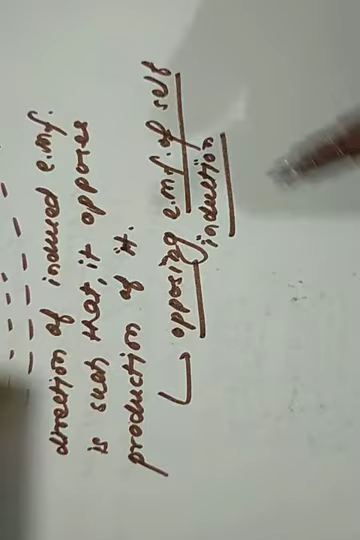 direction of induced e.m.f.
is such that, it opposes
production of it.
opposing e.m.f. of self
induction